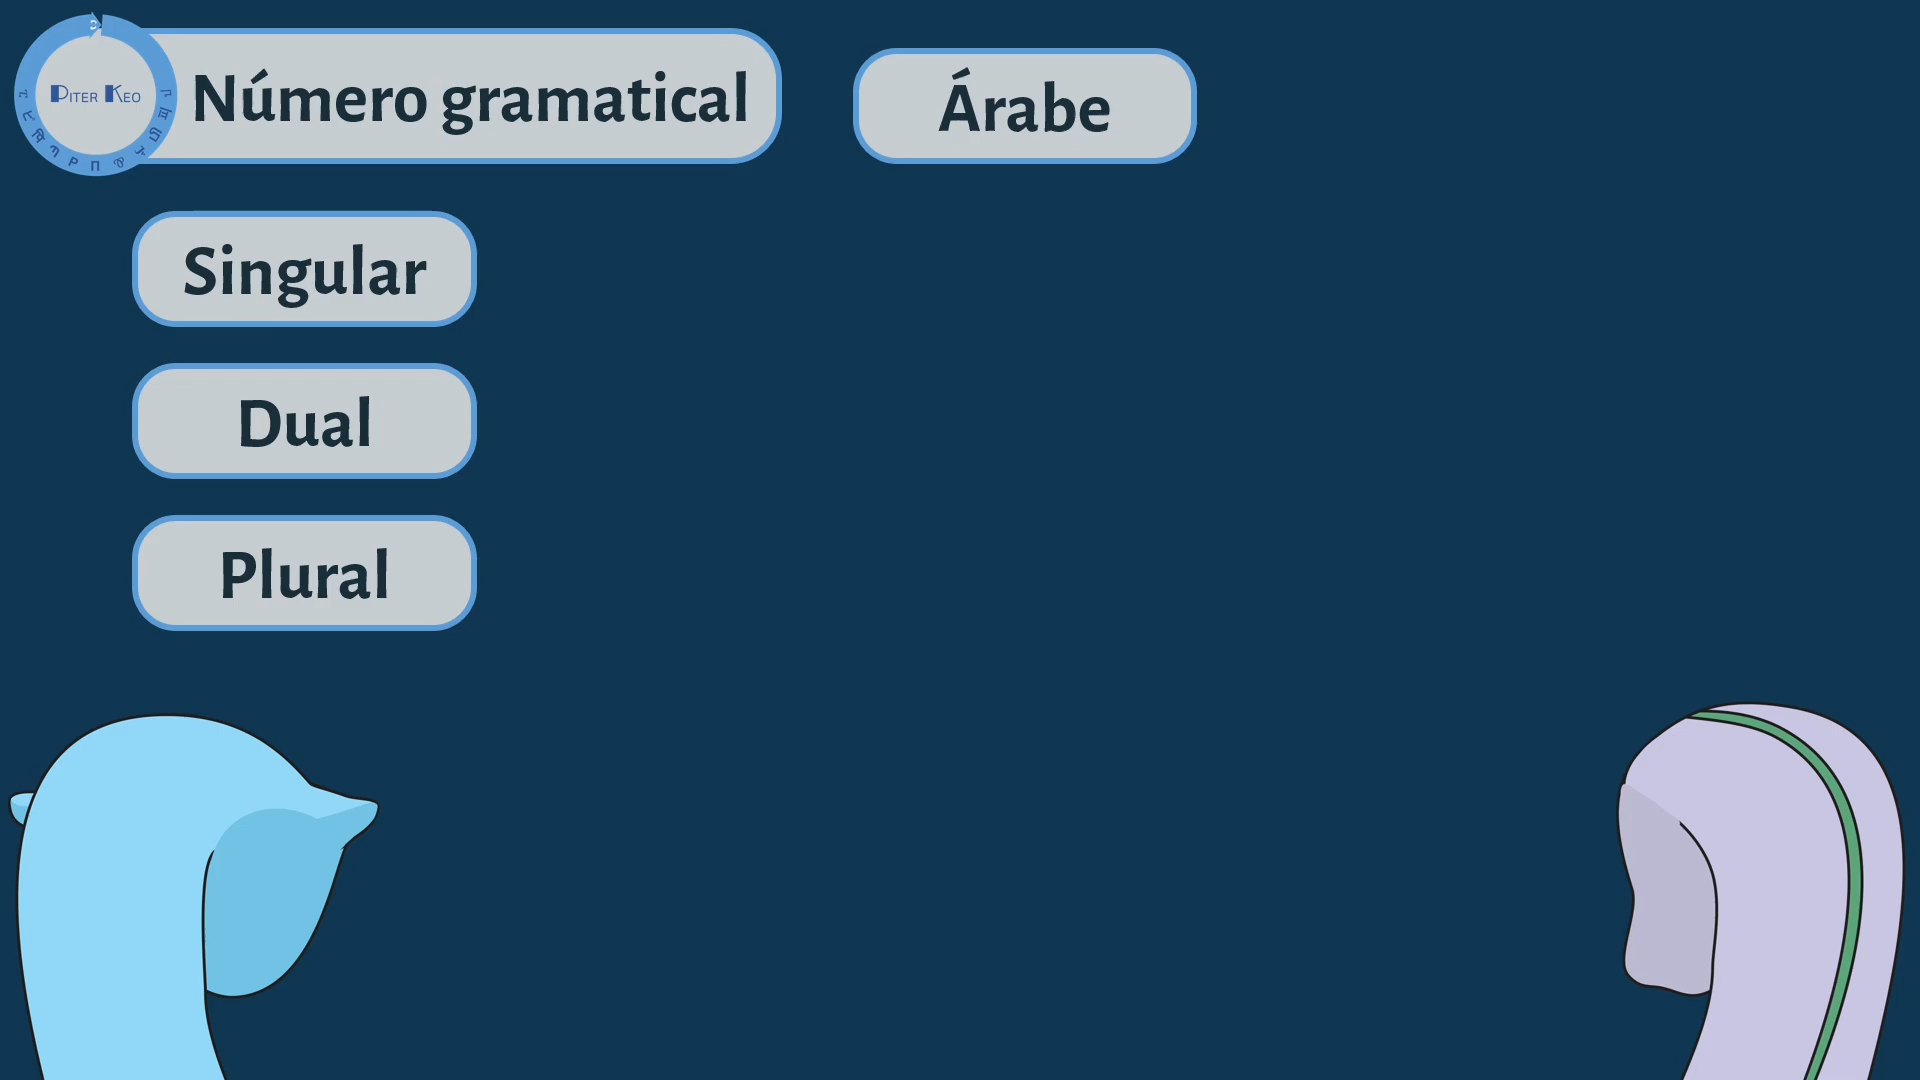 PITER KEO
Número gramatical
Árabe
Singular
Dual
Plural